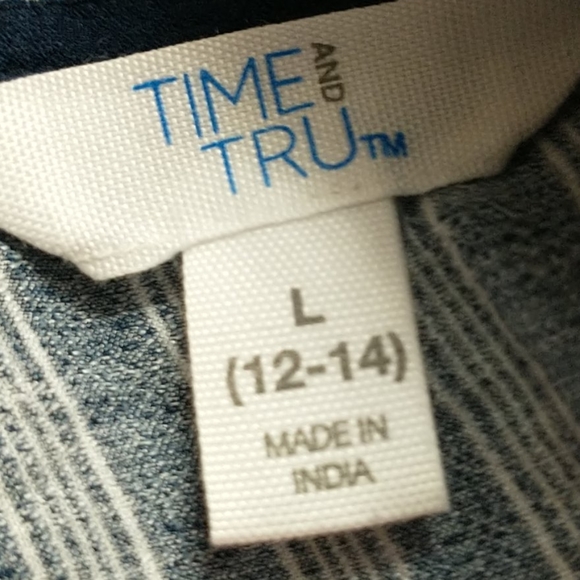 TIME AND
TRU™
L
(12-14)
MADE IN
INDIA